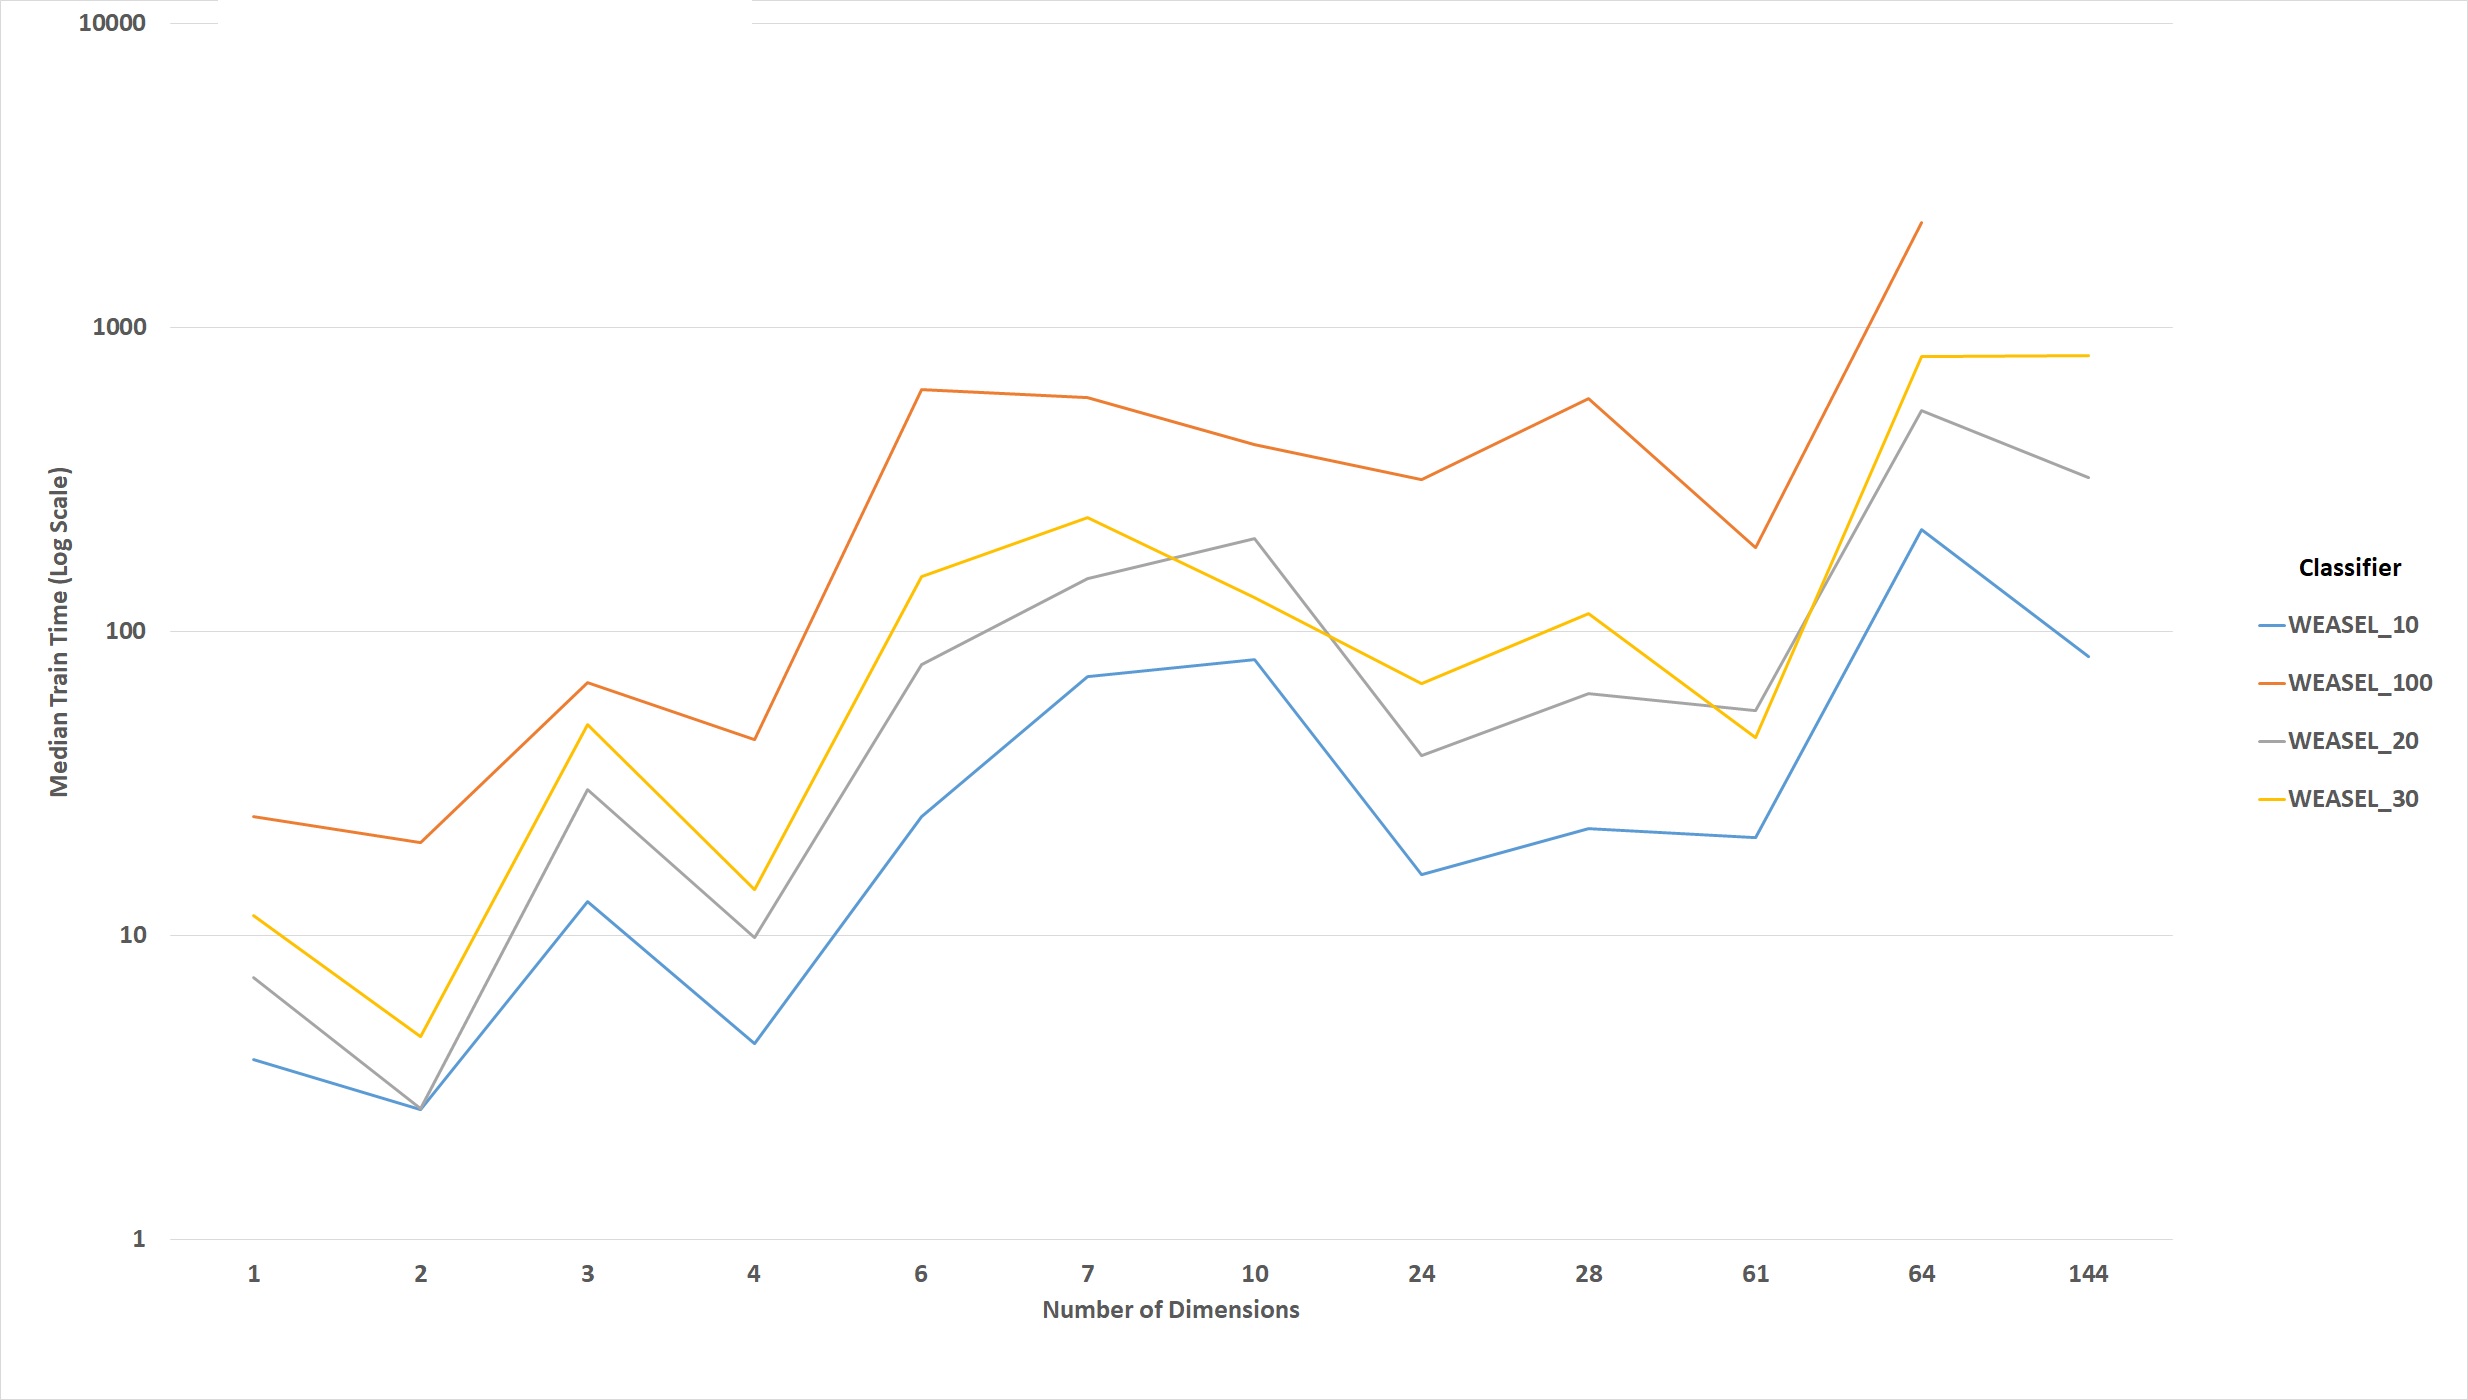 10000
1000
100
10
1
Median Train Time (Log Scale)
1 2 3 4 6 7 10 24 28 61 64 144
Number of Dimensions
Classifier
WEASEL_10
WEASEL_100
WEASEL_20
WEASEL_30